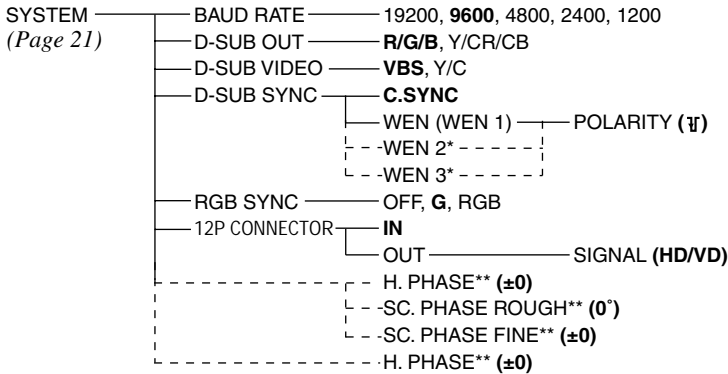 SYSTEM BAUD RATE 19200, 9600, 4800, 2400, 1200
(Page 21) D-SUB OUT R/G/B, Y/CR/CB
D-SUB VIDEO VBS, Y/C
D-SUB SYNC C.SYNC
WEN (WEN 1) POLARITY ( )
WEN 2*
WEN 3*
RGB SYNC OFF, G, RGB
12P CONNECTOR IN
OUT SIGNAL (HD/VD)
H. PHASE** (±0)
SC. PHASE ROUGH** (0°)
SC. PHASE FINE** (±0)
H. PHASE** (±0)